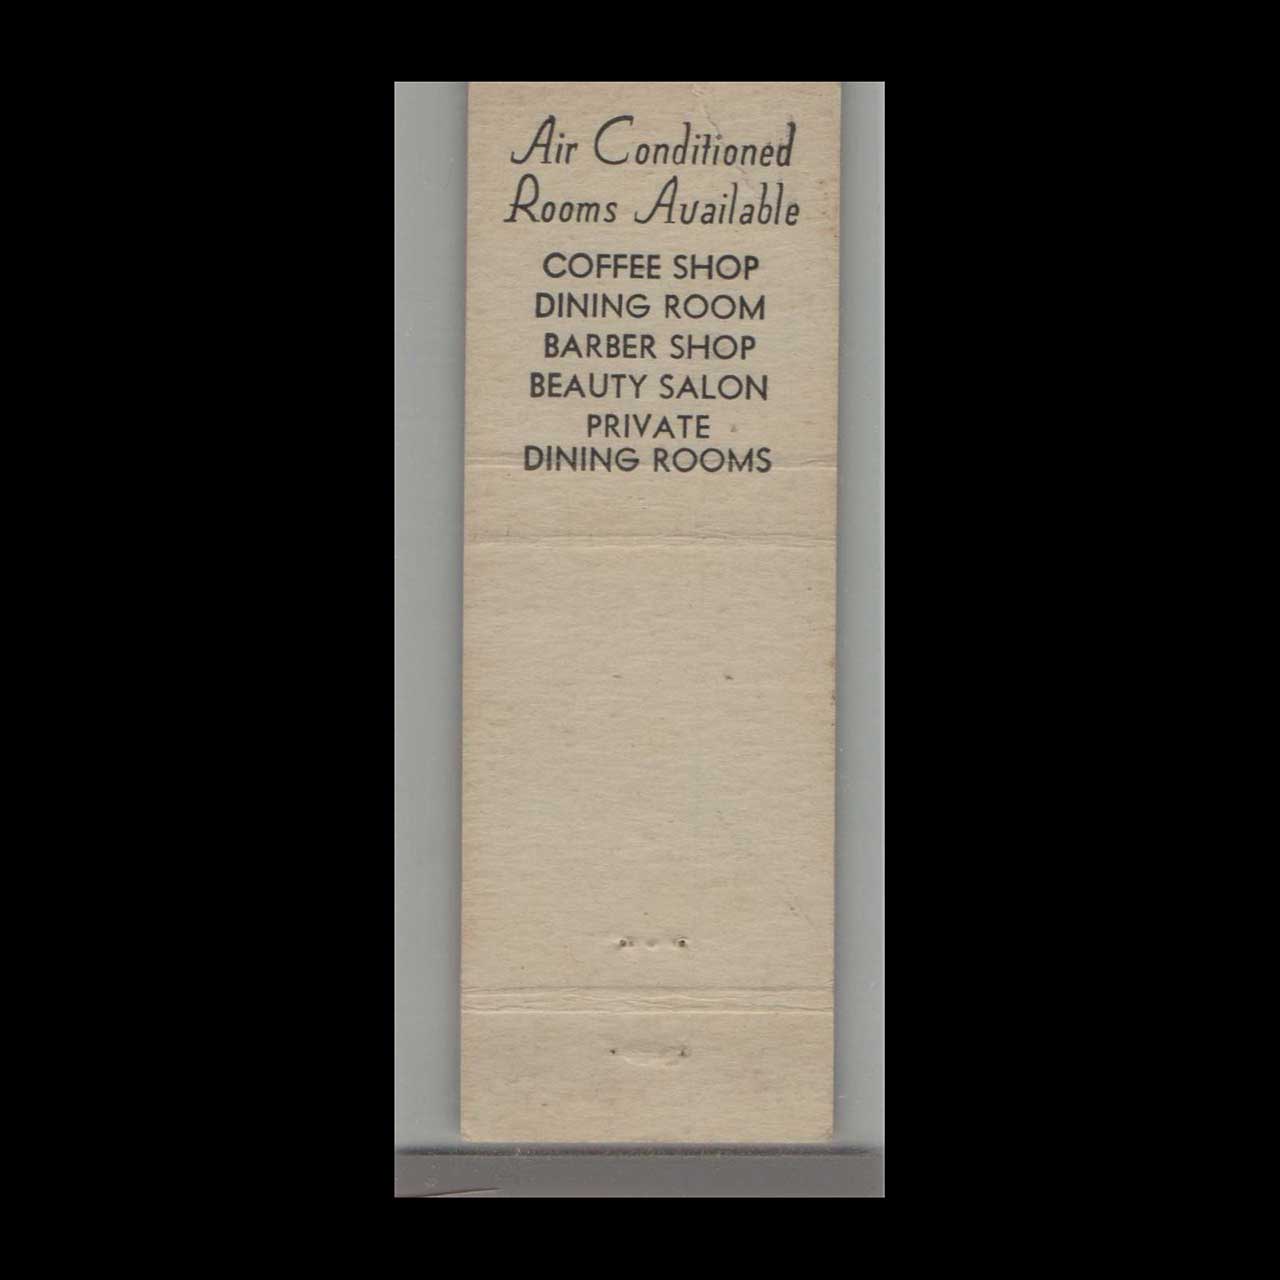 Air Conditioned
Rooms Available
COFFEE SHOP
DINING ROOM
BARBER SHOP
BEAUTY SALON
PRIVATE
DINING ROOMS